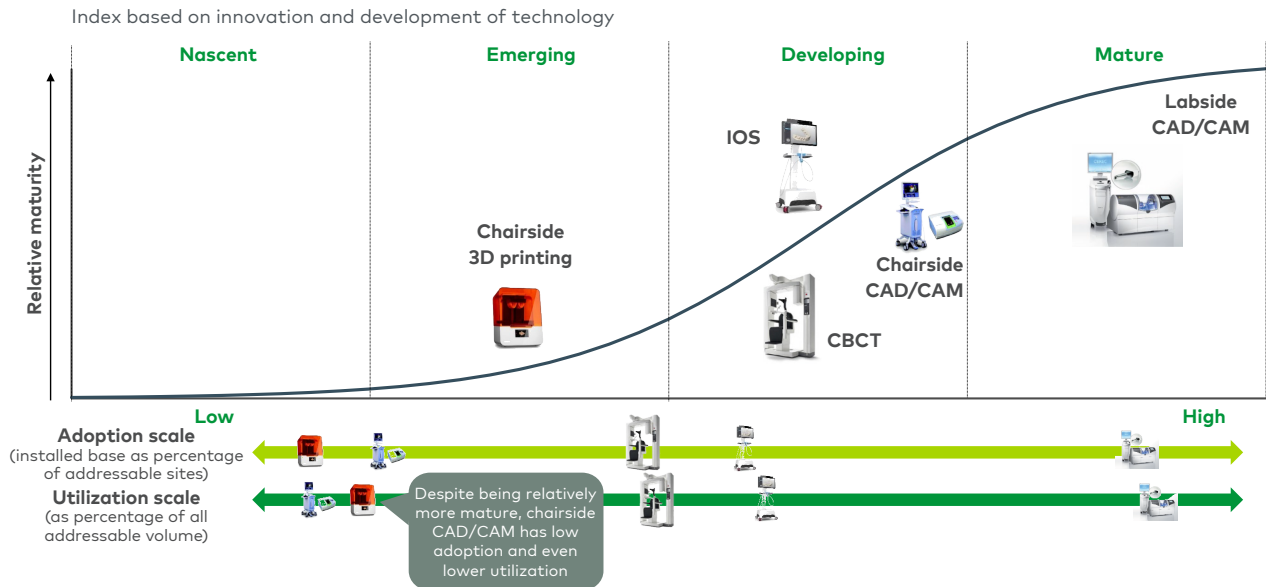 Index based on innovation and development of technology
Nascent
Emerging
Developing
Mature
Relative maturity
Labside
CAD/CAM
IOS
Chairside
3D printing
Chairside
CAD/CAM
CBCT
Low
High
Adoption scale
(installed base as percentage
of addressable sites)
Utilization scale
(as percentage of all
addressable volume)
Despite being relatively
more mature, chairside
CAD/CAM has low
adoption and even
lower utilization